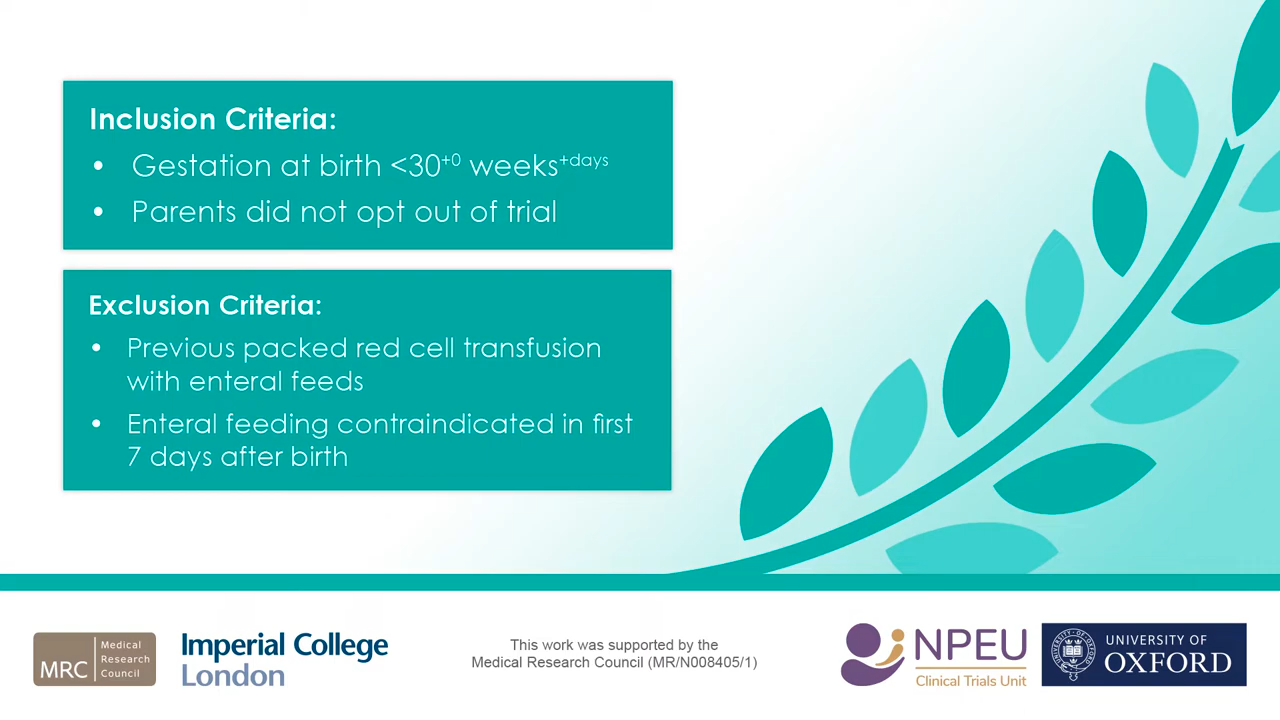 Inclusion Criteria:
• Gestation at birth <30⁺⁰ weeks⁺ᵈᵃʸˢ
• Parents did not opt out of trial
Exclusion Criteria:
• Previous packed red cell transfusion
with enteral feeds
• Enteral feeding contraindicated in first
7 days after birth
MRC
Medical
Research
Council
Imperial College
London
This work was supported by the
Medical Research Council (MR/N008405/1)
NPEU
Clinical Trials Unit
UNIVERSITY OF
OXFORD